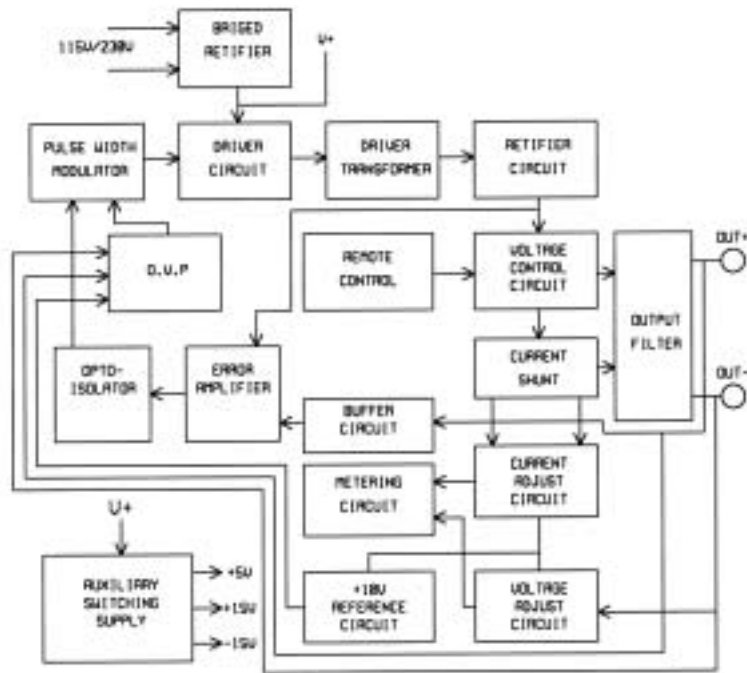 BRIGED
RETIFIER
115V/230V
V+
PULSE WIDTH
MODULATOR
DRIVER
CIRCUIT
DRIVER
TRANSFORMER
RETIFIER
CIRCUIT
O.V.P
REMOTE
CONTROL
VOLTAGE
CONTROL
CIRCUIT
OUTPUT
FILTER
OUT+
OUT-
OPTO-
ISOLATOR
ERROR
AMPLIFIER
BUFFER
CIRCUIT
CURRENT
SHUNT
METERING
CIRCUIT
CURRENT
ADJUST
CIRCUIT
V+
AUXILIARY
SWITCHING
SUPPLY
+5V
+15V
-15V
+10V
REFERENCE
CIRCUIT
VOLTAGE
ADJUST
CIRCUIT